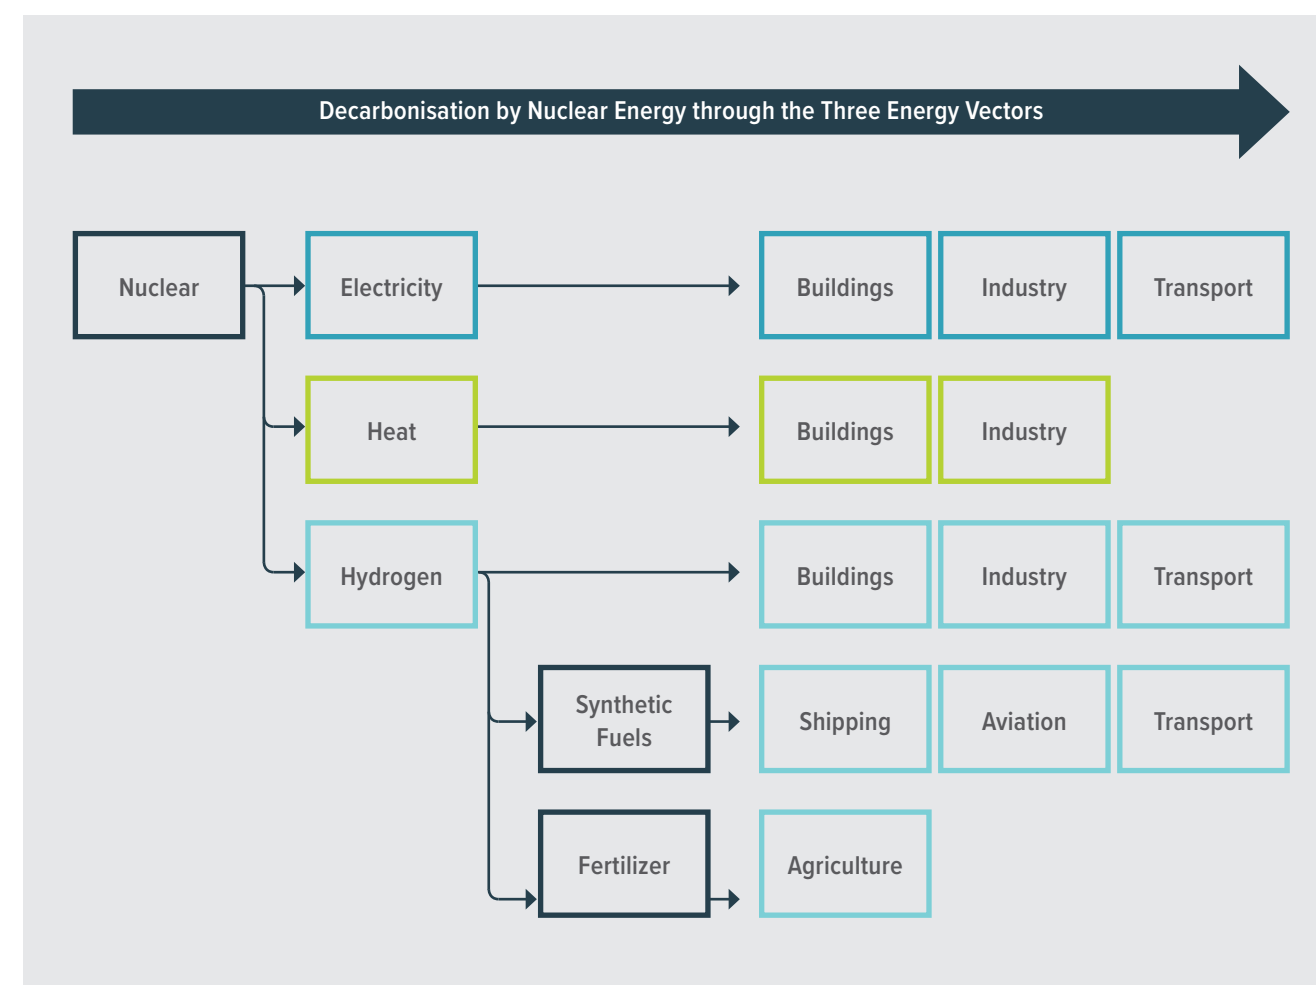 Decarbonisation by Nuclear Energy through the Three Energy Vectors
Nuclear
Electricity
Buildings
Industry
Transport
Heat
Buildings
Industry
Hydrogen
Buildings
Industry
Transport
Synthetic
Fuels
Shipping
Aviation
Transport
Fertilizer
Agriculture